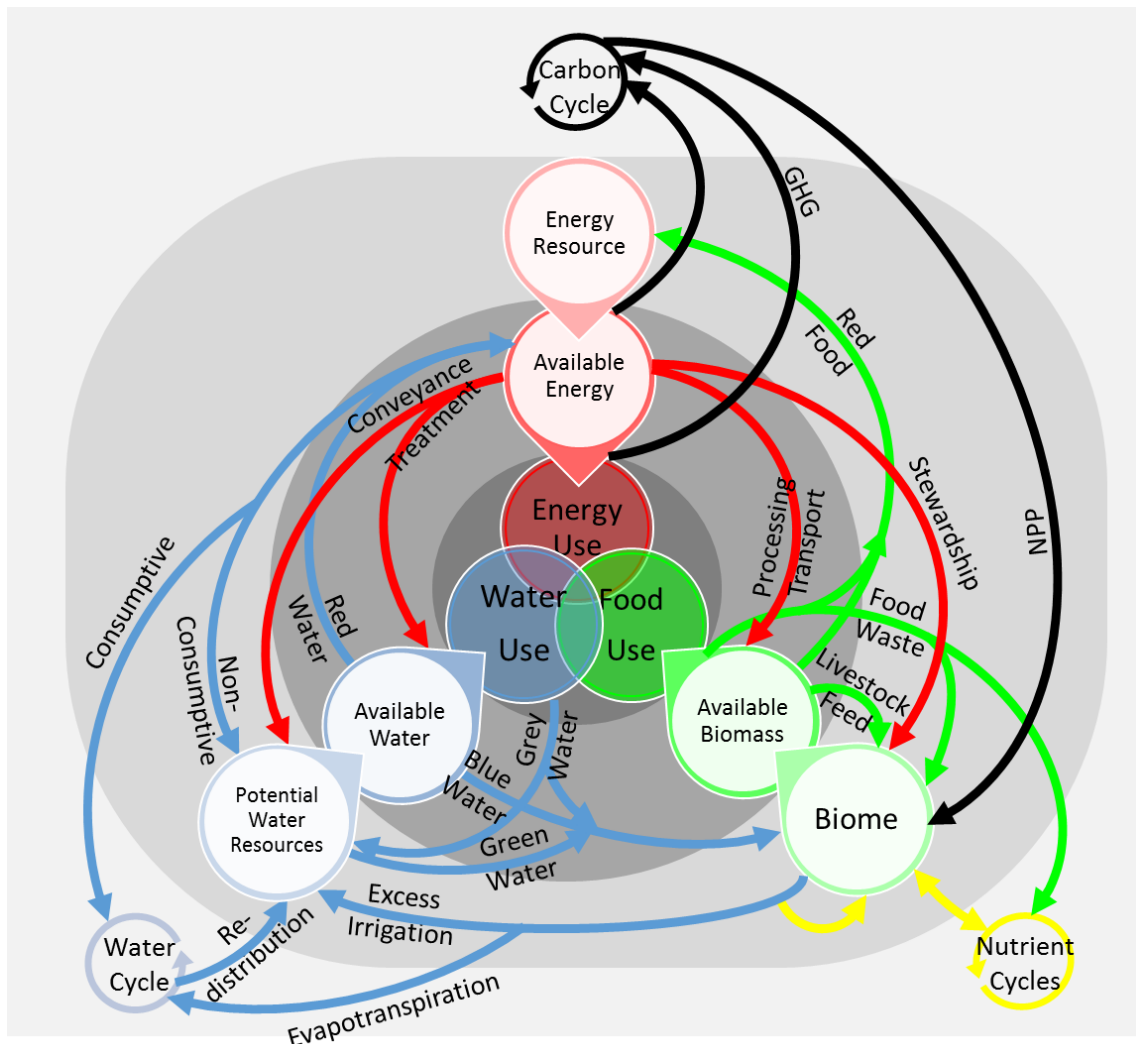 Carbon
Cycle
GHG
Energy
Resource
Red
Food
Available
Energy
Conveyance
Treatment
Stewardship
NPP
Energy
Use
Processing
Transport
Consumptive
Non-
Consumptive
Red
Water
Water
Use
Food
Use
Food
Waste
Livestock
Feed
Available
Water
Available
Biomass
Grey
Water
Blue
Water
Potential
Water
Resources
Green
Water
Biome
Excess
Irrigation
Water
Cycle
Re-
distribution
Evapotranspiration
Nutrient
Cycles